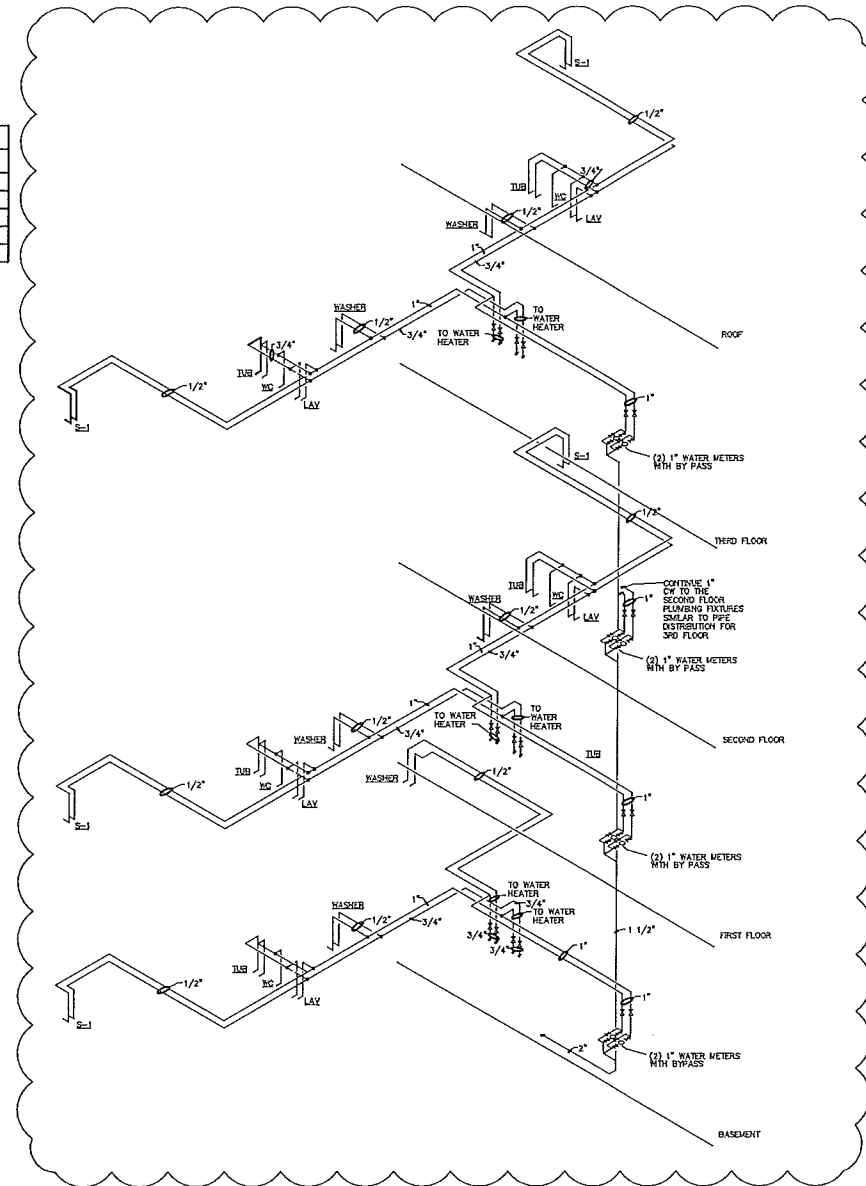 S-1
1/2"
3/4"
TUB
WC
LAV
1/2"
WASHER
1"
3/4"
WASHER
1"
TO
WATER
HEATER
1/2"
3/4"
TO WATER
HEATER
ROOF
3/4"
TUB
WC
LAV
1/2"
1"
S-1
(2) 1" WATER METERS
WITH BY PASS
S-1
1/2"
THIRD FLOOR
TUB
WC
LAV
CONTINUE 1"
CW TO THE
SECOND FLOOR
PLUMBING FIXTURES
SIMILAR TO PIPE
DISTRIBUTION FOR
3RD FLOOR
1"
WASHER
1/2"
1"
3/4"
(2) 1" WATER METERS
WITH BY PASS
1"
TO
WATER
HEATER
TO WATER
HEATER
WASHER
1/2"
3/4"
SECOND FLOOR
TUB
TUB
WC
LAV
WASHER
1/2"
1/2"
1"
S-1
(2) 1" WATER METERS
WITH BY PASS
TO WATER
HEATER
3/4"
TO WATER
HEATER
WASHER
1"
1/2"
3/4"
3/4"
3/4"
1 1/2"
FIRST FLOOR
1"
TUB
WC
LAV
1/2"
1"
S-1
2"
(2) 1" WATER METERS
WITH BYPASS
BASEMENT